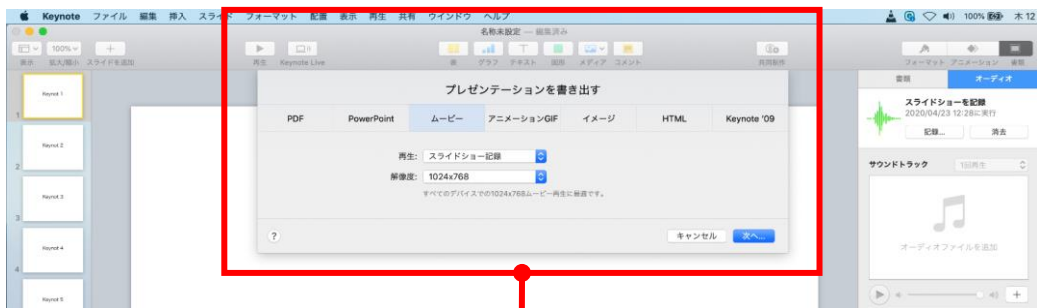 Keynote ファイル 編集 挿入 スライド フォーマット 配置 表示 再生 共有 ウインドウ ヘルプ 100% 木12
名称未設定 — 編集済み
100%
表示 拡大/縮小 スライドを追加 再生 Keynote Live 表 グラフ テキスト 図形 メディア コメント 共同制作 フォーマット アニメーション 書類
書類 オーディオ
プレゼンテーションを書き出す
PDF PowerPoint ムービー アニメーションGIF イメージ HTML Keynote '09
再生: スライドショー記録
解像度: 1024x768
すべてのデバイスでの1024x768ムービー再生に最適です。
? キャンセル 次へ...
Keynot 1
1
Keynot 2
2
Keynot 3
3
Keynot 4
4
Keynot 5
スライドショーを記録
2020/04/23 12:28に実行
記録... 消去
サウンドトラック 1回再生
オーディオファイルを追加